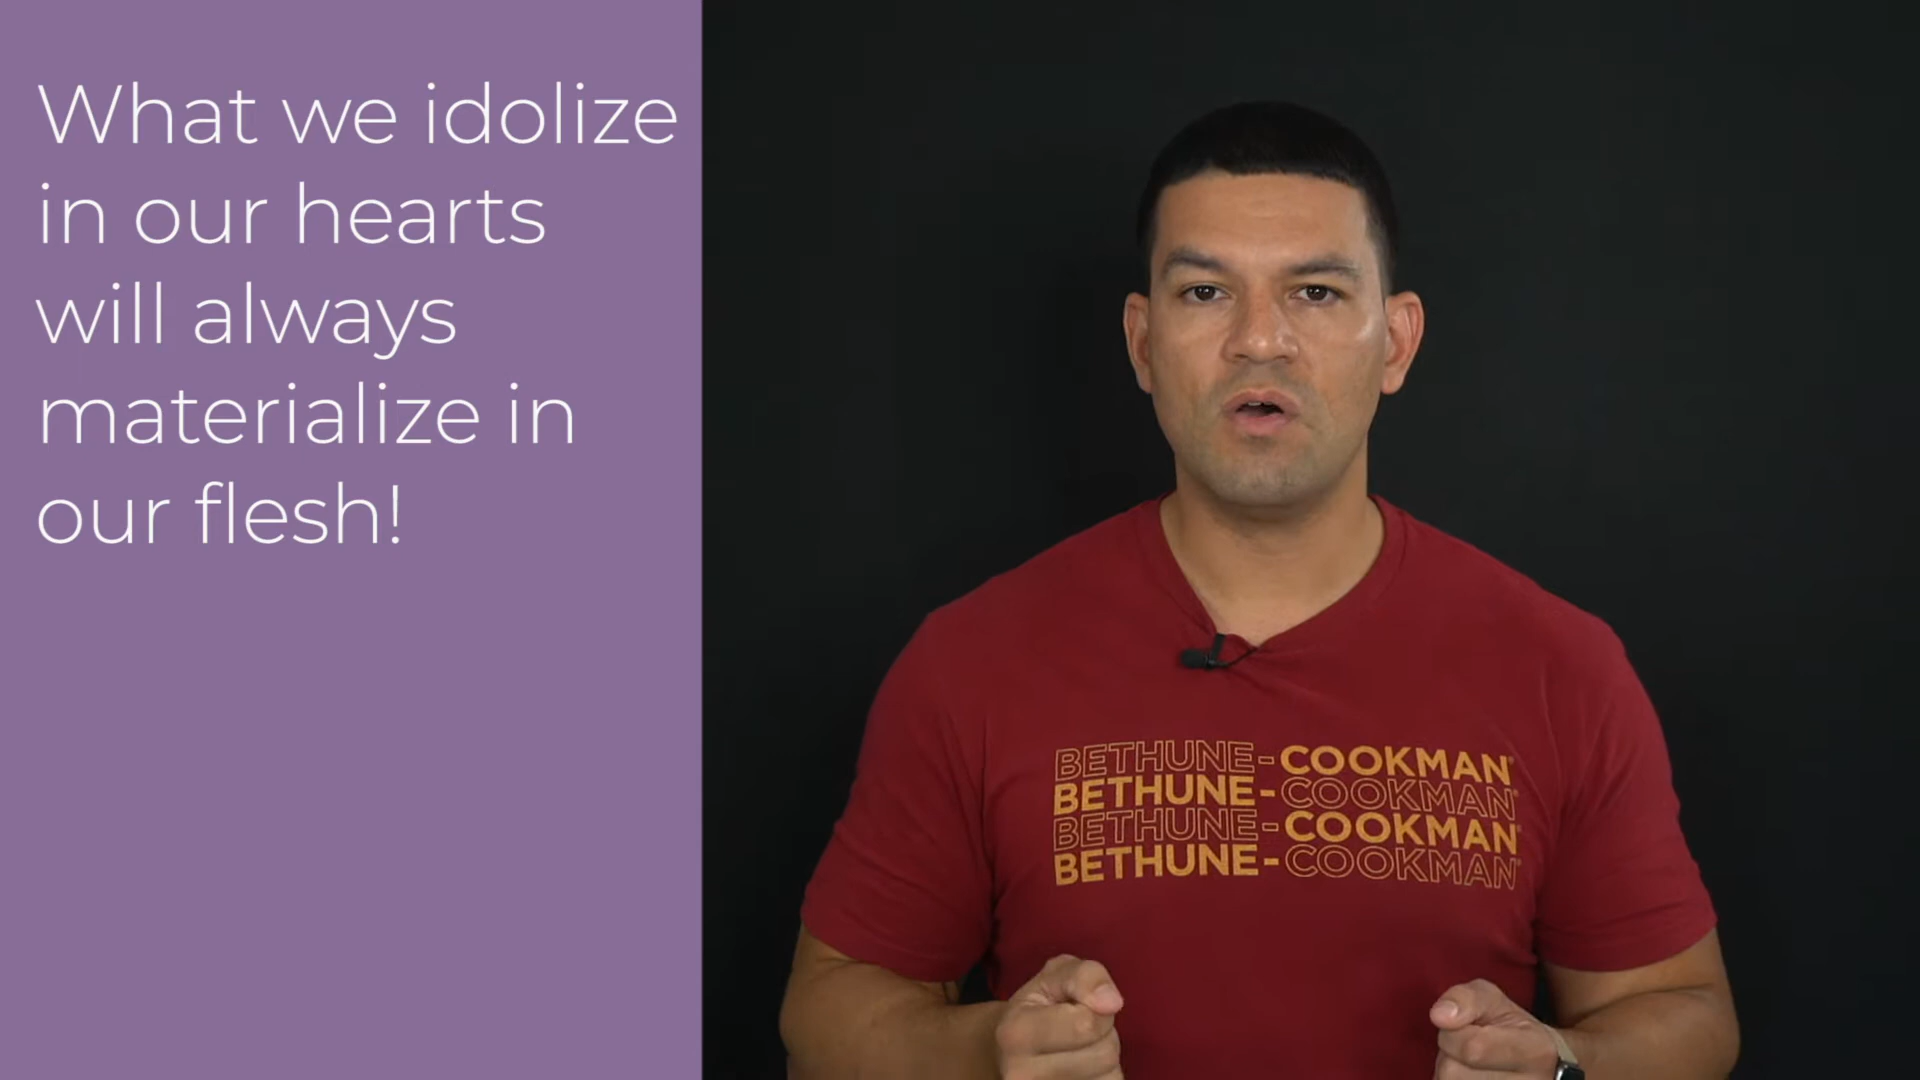 What we idolize
in our hearts
will always
materialize in
our flesh!
BETHUNE-COOKMAN®
BETHUNE-COOKMAN®
BETHUNE-COOKMAN®
BETHUNE-COOKMAN®